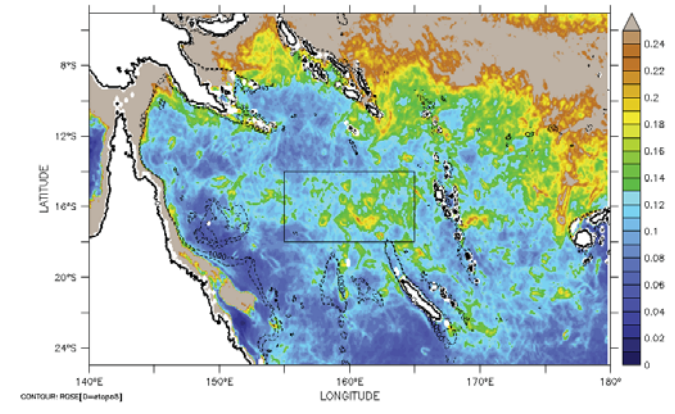 8°S
12°S
16°S
20°S
24°S
LATITUDE
140°E
150°E
160°E
170°E
180°
LONGITUDE
0.24
0.2
0.18
0.16
0.14
0.12
0.1
0.08
0.06
0.04
0.02
0
CONTOUR: ROSE[D=etopo5]